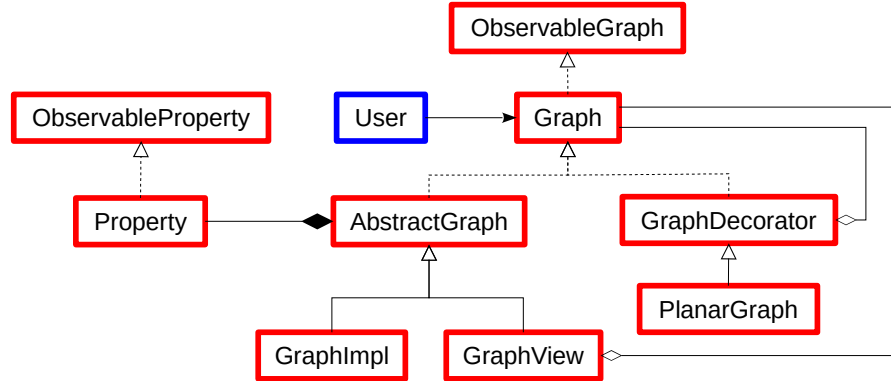 ObservableGraph
ObservableProperty
User
Graph
Property
AbstractGraph
GraphDecorator
PlanarGraph
GraphImpl
GraphView